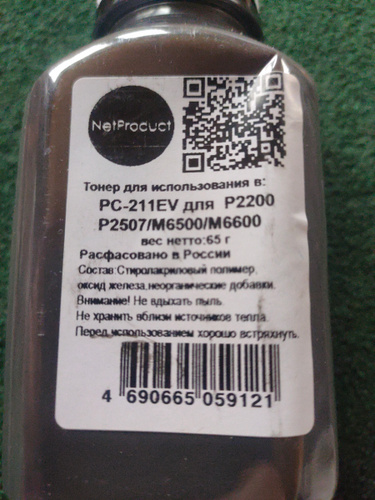 NetProduct
Тонер для использования в:
PC-211EV для P2200
P2507/M6500/M6600
вес нетто:65 г
Расфасовано в России
Состав:Стиролакриловый полимер,
оксид железа,неорганические добавки.
Внимание! Не вдыхать пыль.
Не хранить вблизи источников тепла.
Перед использованием хорошо встряхнуть.
4 690665 059121